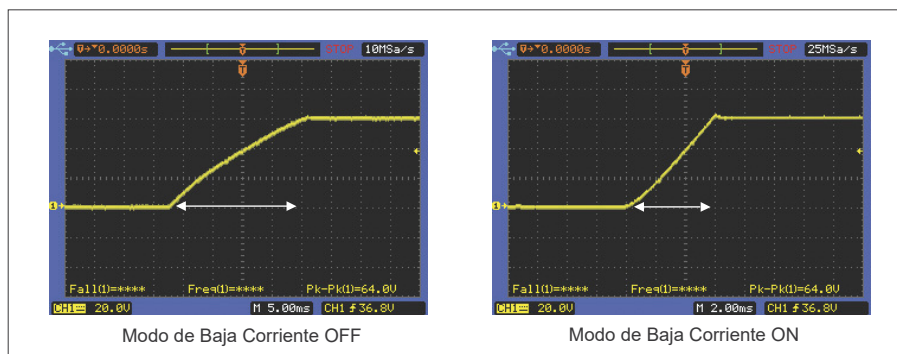 0.0000s STOP 10MSa/s
T
1
Fall(1)=**** Freq(1)=**** Pk-Pk(1)=64.0V
CH1 20.0V M 5.00ms CH1 36.8V
Modo de Baja Corriente OFF
0.0000s STOP 25MSa/s
T
1
Fall(1)=**** Freq(1)=**** Pk-Pk(1)=64.0V
CH1 20.0V M 2.00ms CH1 36.8V
Modo de Baja Corriente ON